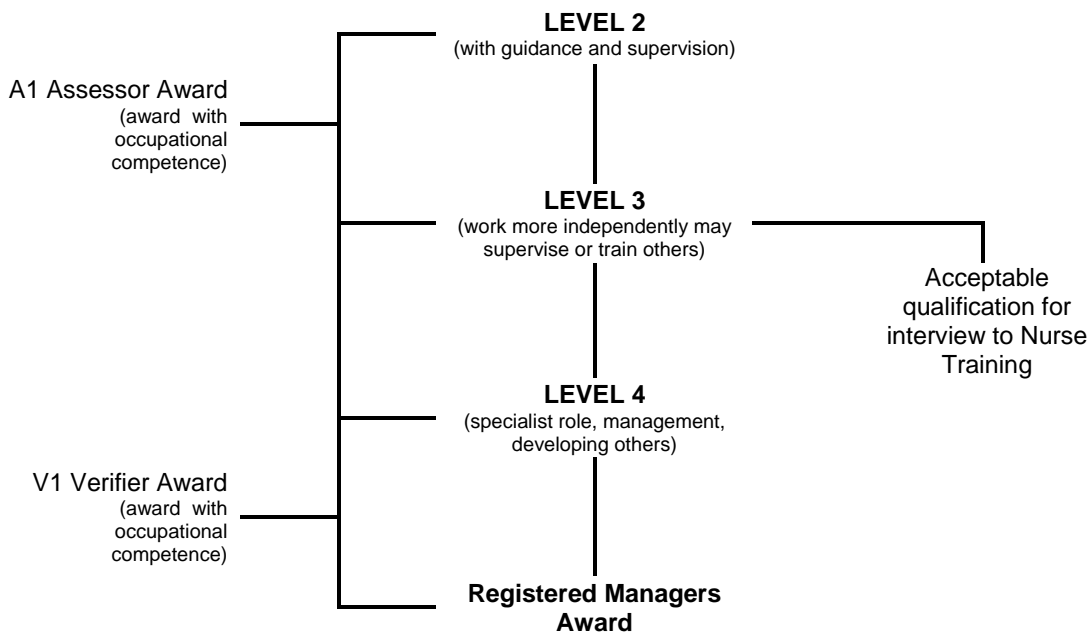 LEVEL 2
(with guidance and supervision)
A1 Assessor Award
(award with
occupational
competence)
LEVEL 3
(work more independently may
supervise or train others)
Acceptable
qualification for
interview to Nurse
Training
LEVEL 4
(specialist role, management,
developing others)
V1 Verifier Award
(award with
occupational
competence)
Registered Managers
Award